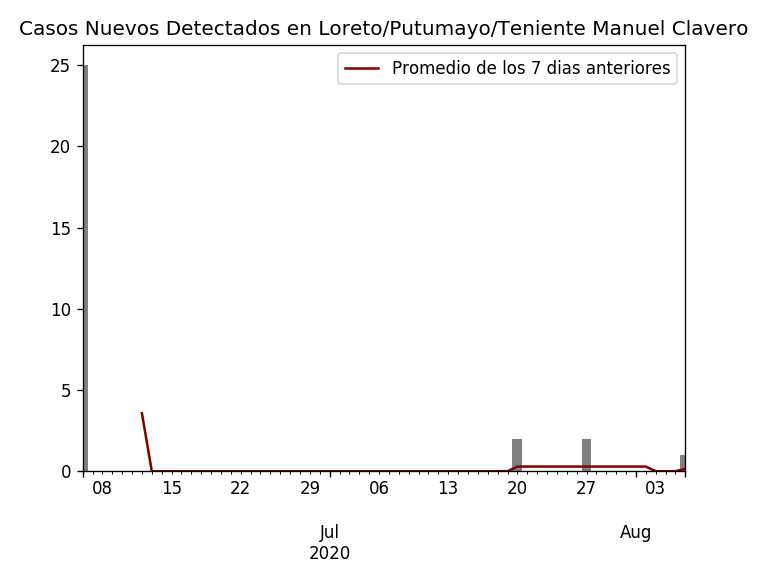 Casos Nuevos Detectados en Loreto/Putumayo/Teniente Manuel Clavero
Promedio de los 7 dias anteriores
25
20
15
10
5
0
08 15 22 29 06 13 20 27 03
Jul Aug
2020